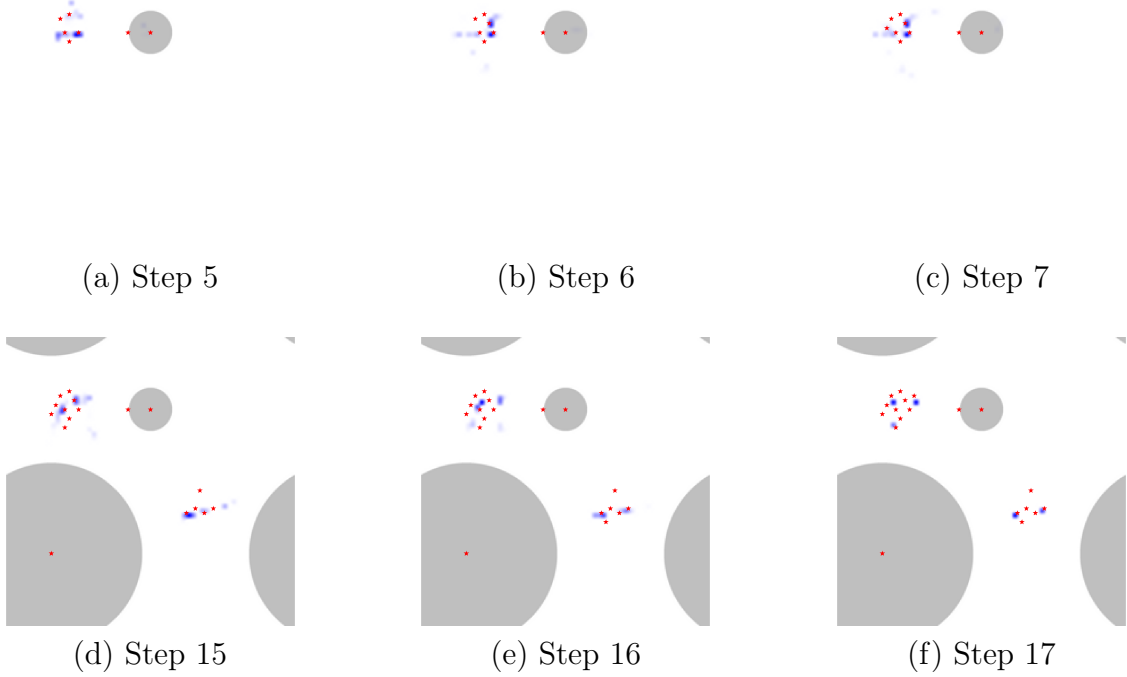 (a) Step 5
(b) Step 6
(c) Step 7
(d) Step 15
(e) Step 16
(f) Step 17